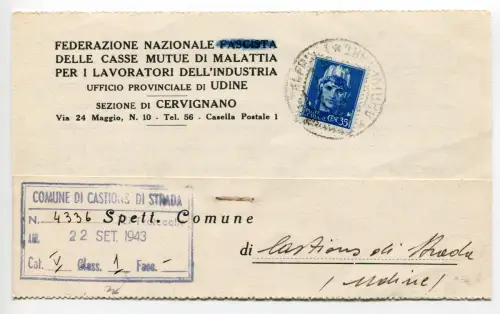 FEDERAZIONE NAZIONALE FASCISTA
DELLE CASSE MUTUE DI MALATTIA
PER I LAVORATORI DELL'INDUSTRIA
UFFICIO PROVINCIALE DI UDINE
SEZIONE DI CERVIGNANO
Via 24 Maggio, N. 10 - Tel. 56 - Casella Postale 1
CENT. 35
COMUNE DI CASTIONS DI STRADA
N. 4336 Spett. Comune
22 SET. 1943
Cat. V Class. 1 Fasc. -
di Castions di Strada
(Udine)